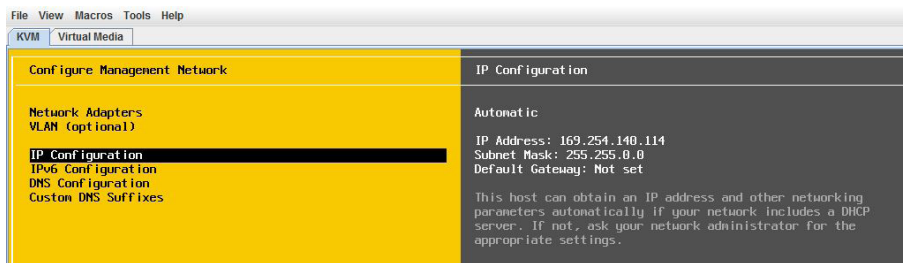 File View Macros Tools Help
KVM Virtual Media
Configure Management Network
Network Adapters
VLAN (optional)
IP Configuration
IPv6 Configuration
DNS Configuration
Custom DNS Suffixes
IP Configuration
Automatic
IP Address: 169.254.140.114
Subnet Mask: 255.255.0.0
Default Gateway: Not set
This host can obtain an IP address and other networking
parameters automatically if your network includes a DHCP
server. If not, ask your network administrator for the
appropriate settings.